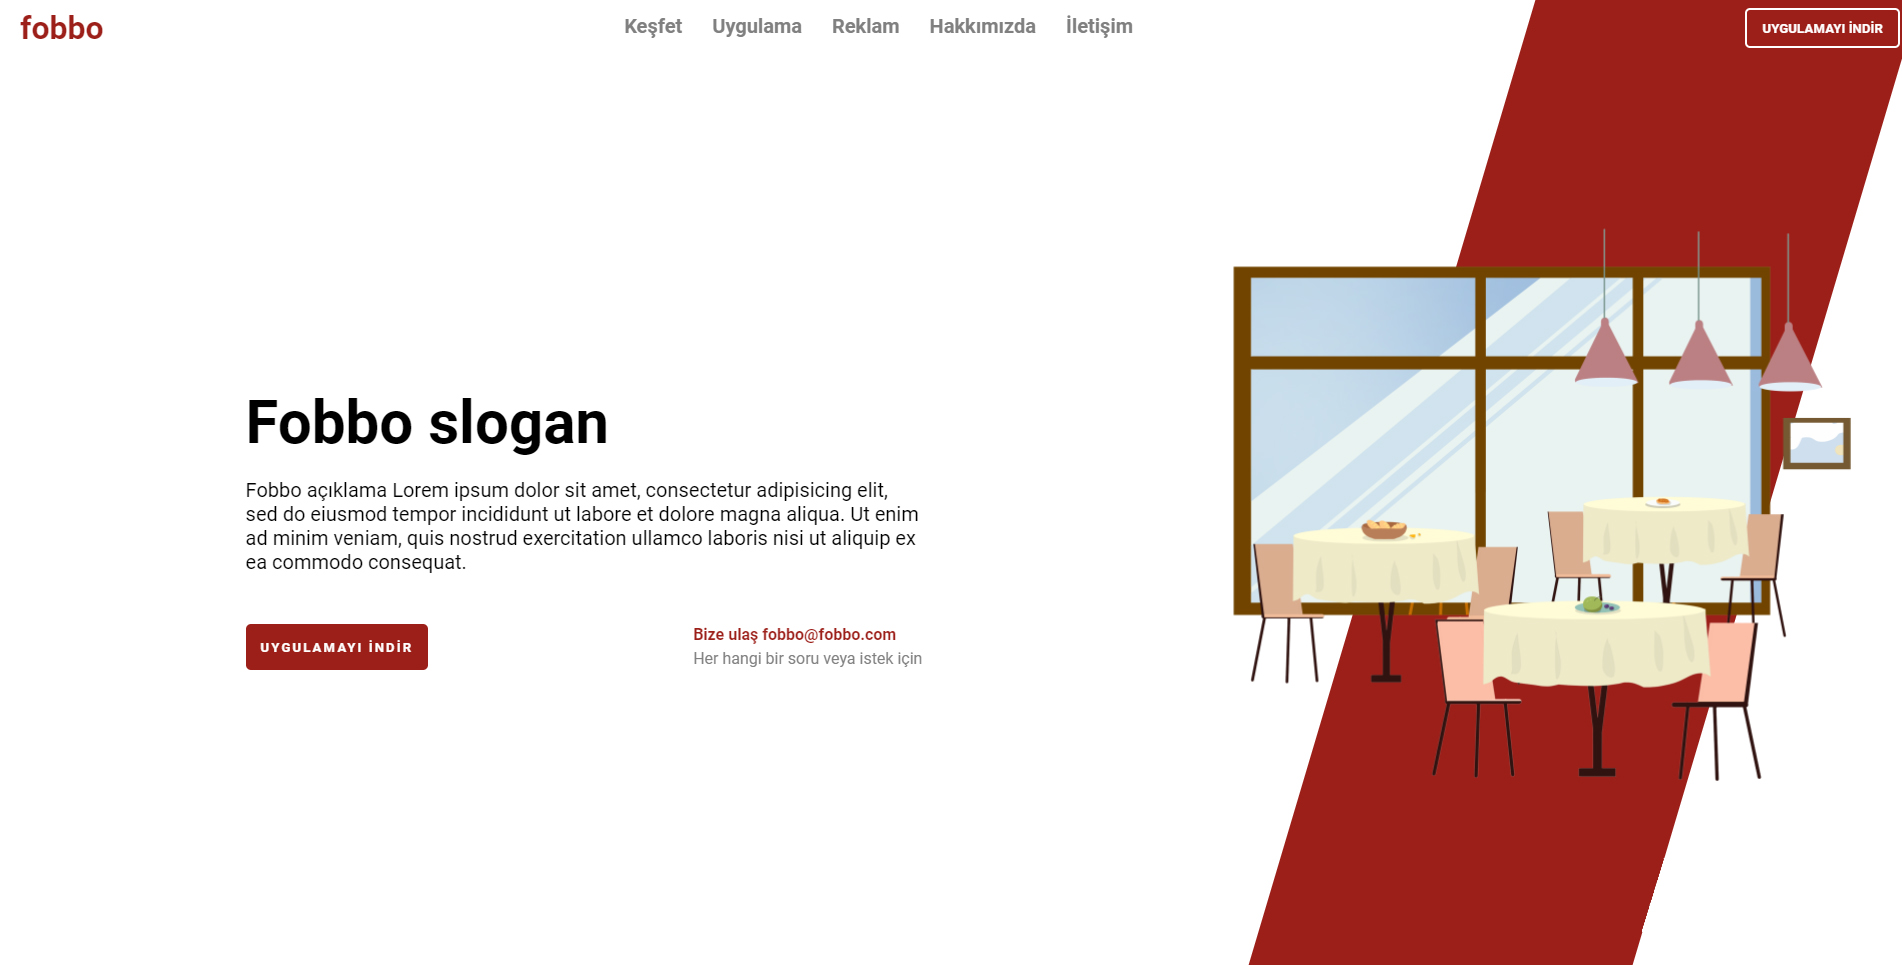 fobbo
Keşfet Uygulama Reklam Hakkımızda İletişim
UYGULAMAYI İNDİR
Fobbo slogan
Fobbo açıklama Lorem ipsum dolor sit amet, consectetur adipisicing elit,
sed do eiusmod tempor incididunt ut labore et dolore magna aliqua. Ut enim
ad minim veniam, quis nostrud exercitation ullamco laboris nisi ut aliquip ex
ea commodo consequat.
UYGULAMAYI İNDİR
Bize ulaş fobbo@fobbo.com
Her hangi bir soru veya istek için